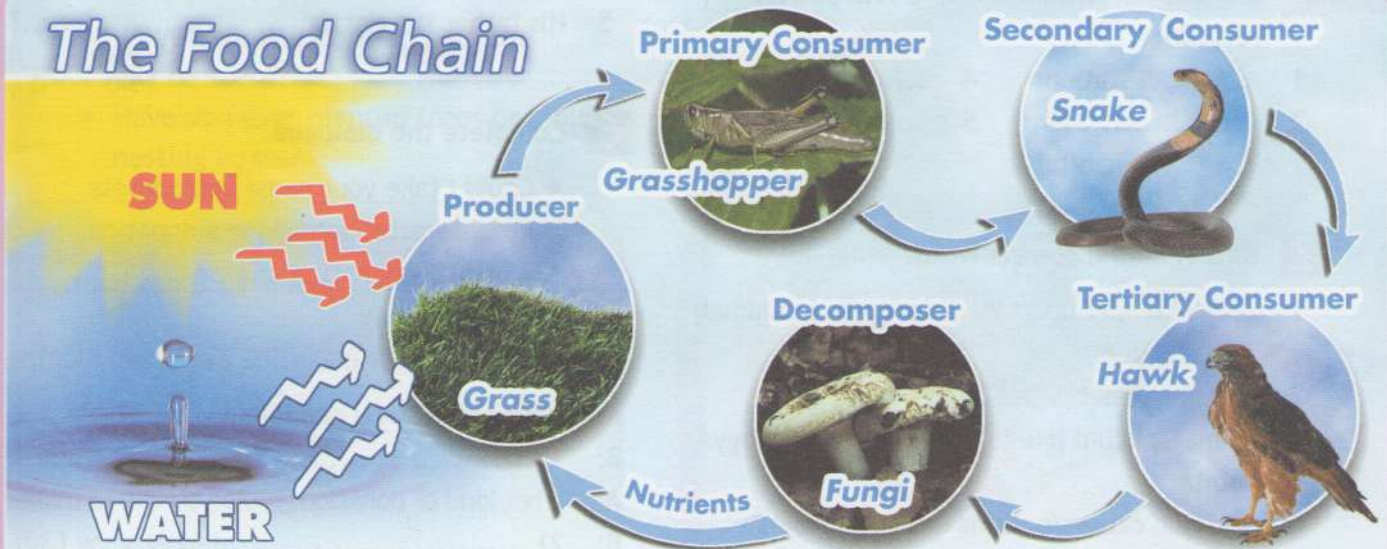 The Food Chain
SUN
WATER
Producer
Grass
Primary Consumer
Grasshopper
Secondary Consumer
Snake
Tertiary Consumer
Hawk
Decomposer
Fungi
Nutrients